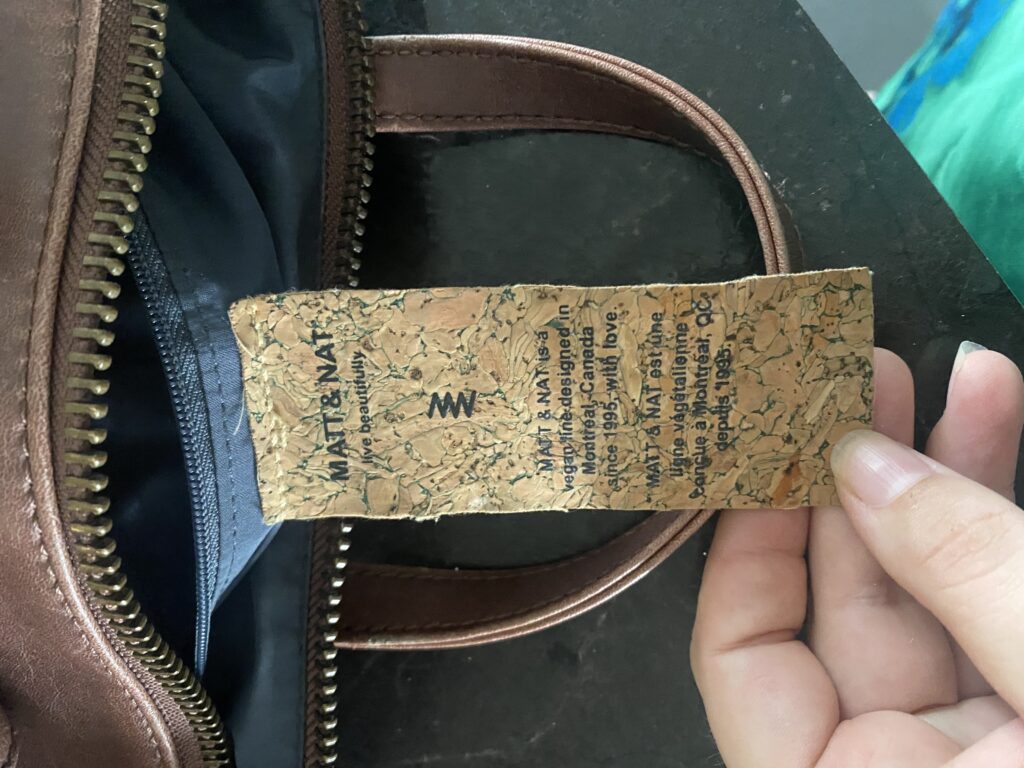 MATT & NAT
live beautifully
MATT & NAT is a
vegan line designed in
Montreal, Canada
since 1995. with love.
MATT & NAT est une
ligne végétalienne
conçue à Montréal, QC.
depuis 1995.